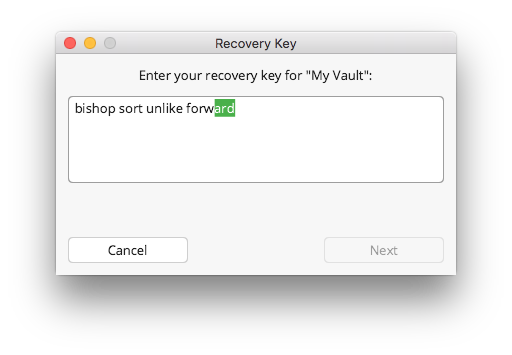 Recovery Key
Enter your recovery key for "My Vault":
bishop sort unlike forward
Cancel
Next